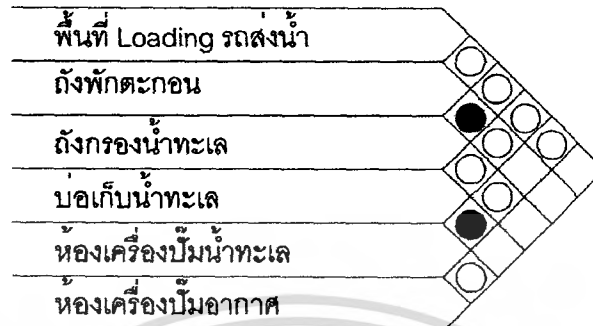 พื้นที่ Loading รถส่งน้ำ
ถังพักตะกอน
ถังกรองน้ำทะเล
บ่อเก็บน้ำทะเล
ห้องเครื่องปั๊มน้ำทะเล
ห้องเครื่องปั๊มอากาศ